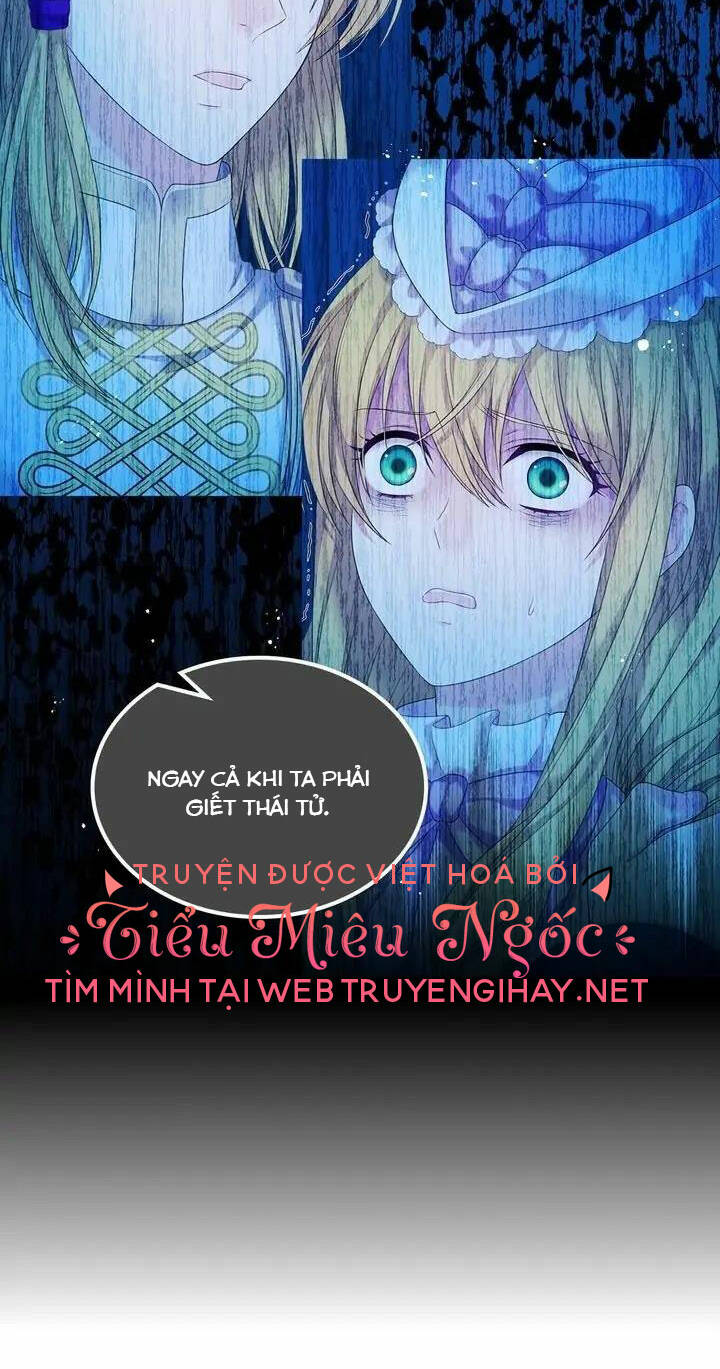 NGAY CẢ KHI TA PHẢI
GIẾT THÁI TỬ.
TRUYỆN ĐƯỢC VIỆT HOÁ BỞI
Tiểu Miêu Ngốc
TÌM MÌNH TẠI WEB TRUYENGIHAY.NET